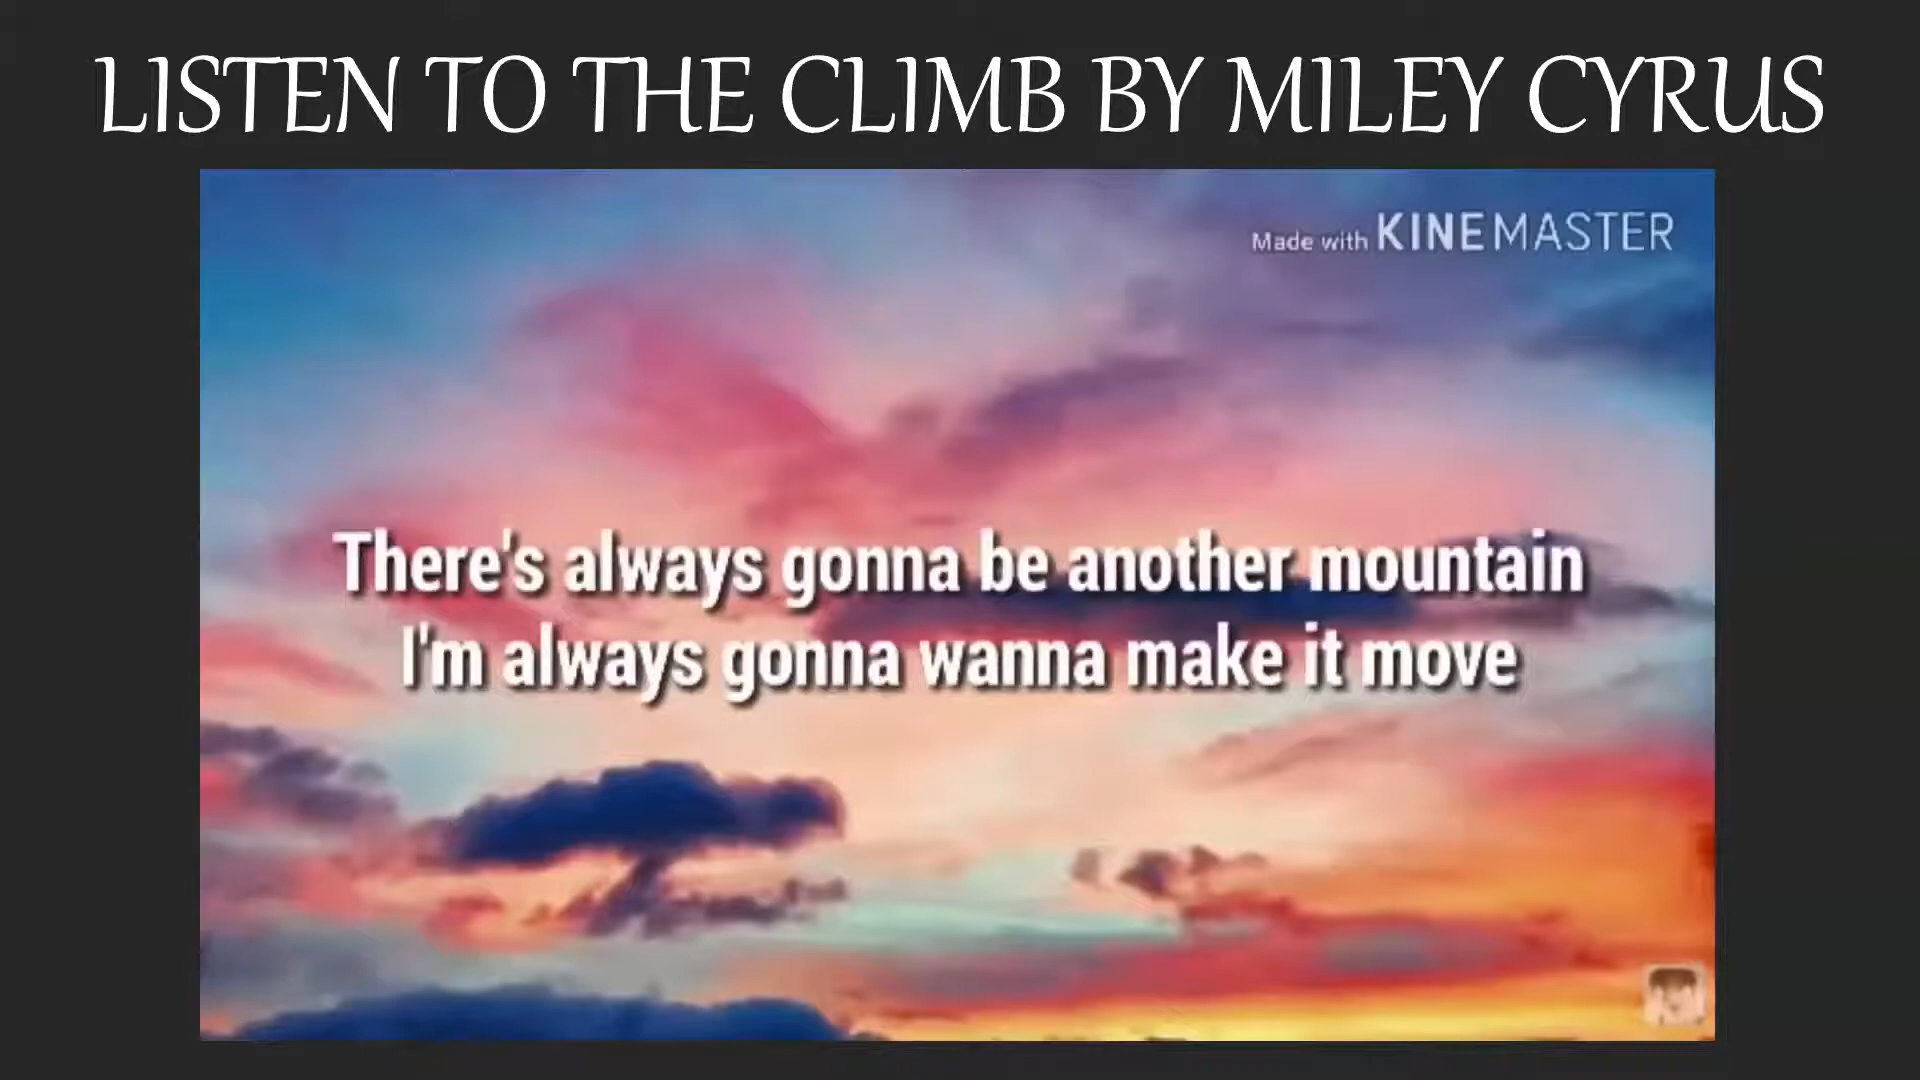 LISTEN TO THE CLIMB BY MILEY CYRUS
Made with KINEMASTER
There's always gonna be another mountain
I'm always gonna wanna make it move